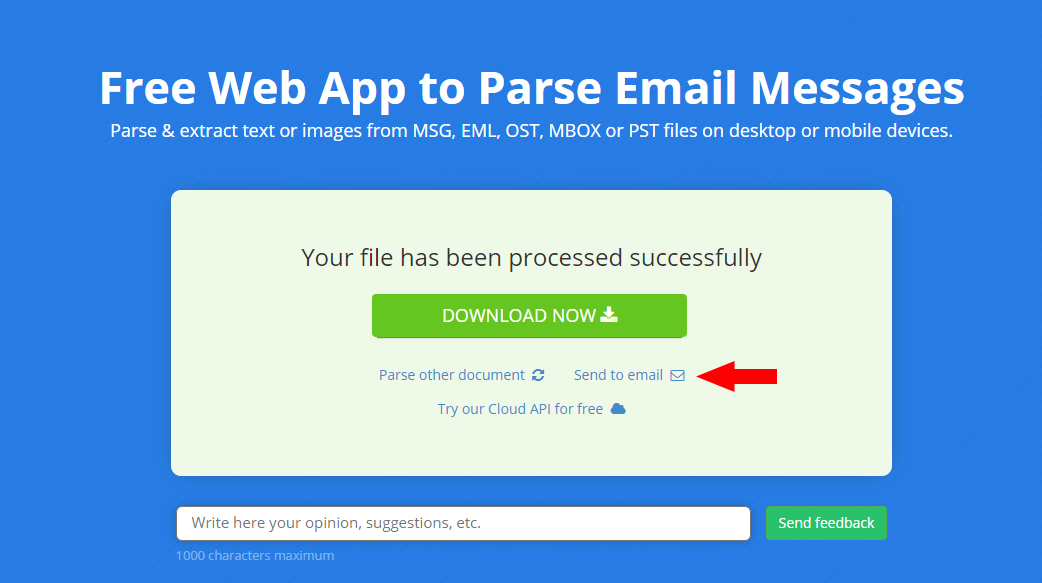 Free Web App to Parse Email Messages
Parse & extract text or images from MSG, EML, OST, MBOX or PST files on desktop or mobile devices.
Your file has been processed successfully
DOWNLOAD NOW
Parse other document Send to email
Try our Cloud API for free
Write here your opinion, suggestions, etc. Send feedback
1000 characters maximum